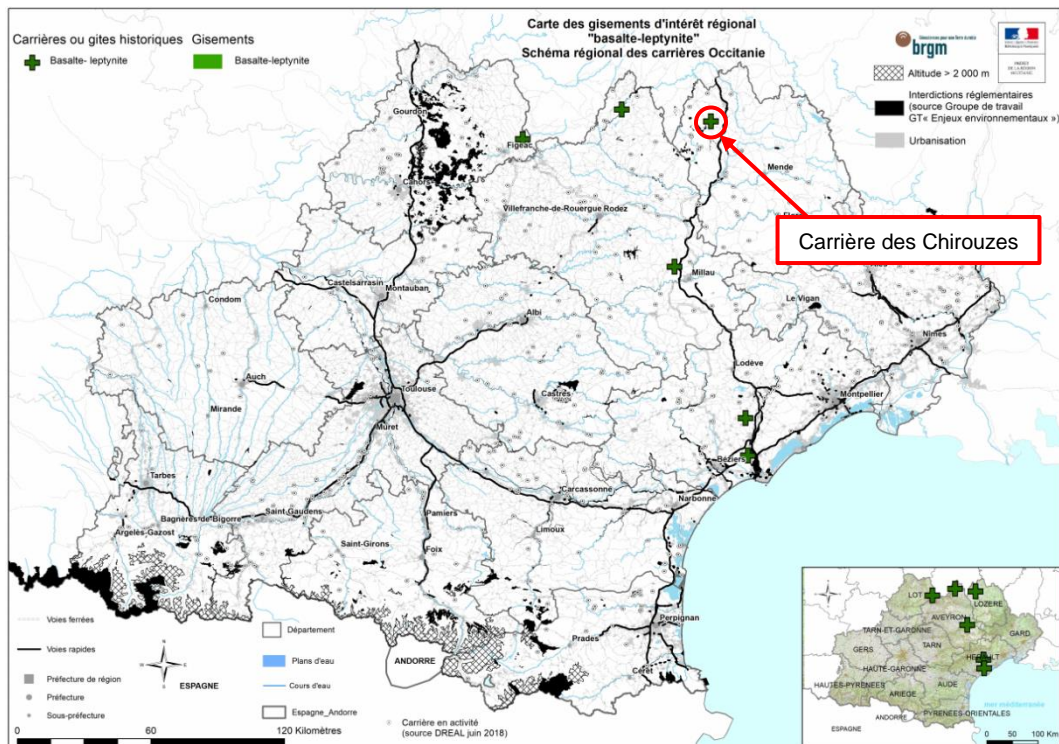 Carte des gisements d'intérêt régional
"basalte-leptynite"
Schéma régional des carrières Occitanie
Carrières ou gites historiques
Gisements
Basalte- leptynite
Basalte-leptynite
brgm
Altitude > 2 000 m
Interdictions réglementaires
(source Groupe de travail
GT« Enjeux environnementaux »)
Urbanisation
Gourdon
Figeac
Mende
Cahors
Villefranche-de-Rouergue
Rodez
Carrière des Chirouzes
Castelsarrasin
Montauban
Millau
Condom
Le Vigan
Albi
Nîmes
Lodève
Auch
Toulouse
Castres
Montpellier
Mirande
Muret
Béziers
Tarbes
Carcassonne
Narbonne
Bagnères-de-Bigorre
Saint-Gaudens
Pamiers
Argelès-Gazost
Limoux
Saint-Girons
Foix
Prades
Perpignan
Céret
ANDORRE
ESPAGNE
Voies ferrées
Voies rapides
Préfecture de région
Préfecture
Sous-préfecture
N
S
Département
Plans d'eau
Cours d'eau
Espagne_Andorre
Carrière en activité
(source DREAL juin 2018)
0
60
120 Kilomètres
LOT
LOZERE
AVEYRON
TARN-ET-GARONNE
GARD
GERS
TARN
HERAULT
HAUTE-GARONNE
HAUTES-PYRENEES
AUDE
ARIEGE
mer méditerranée
PYRENEES-ORIENTALES
ANDORRE
ESPAGNE
0
50
100 Km